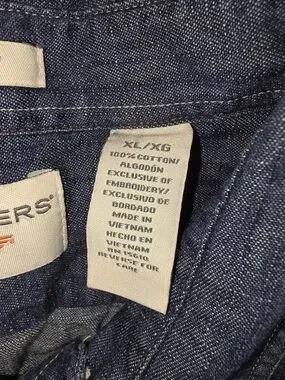 XL/XG
100% COTTON/
ALGODÓN
EXCLUSIVE OF
EMBROIDERY/
EXCLUSIVO DE
BORDADO
MADE IN
VIETNAM
HECHO EN
VIETNAM
RN 15610
REVERSE FOR
CARE
ERS®